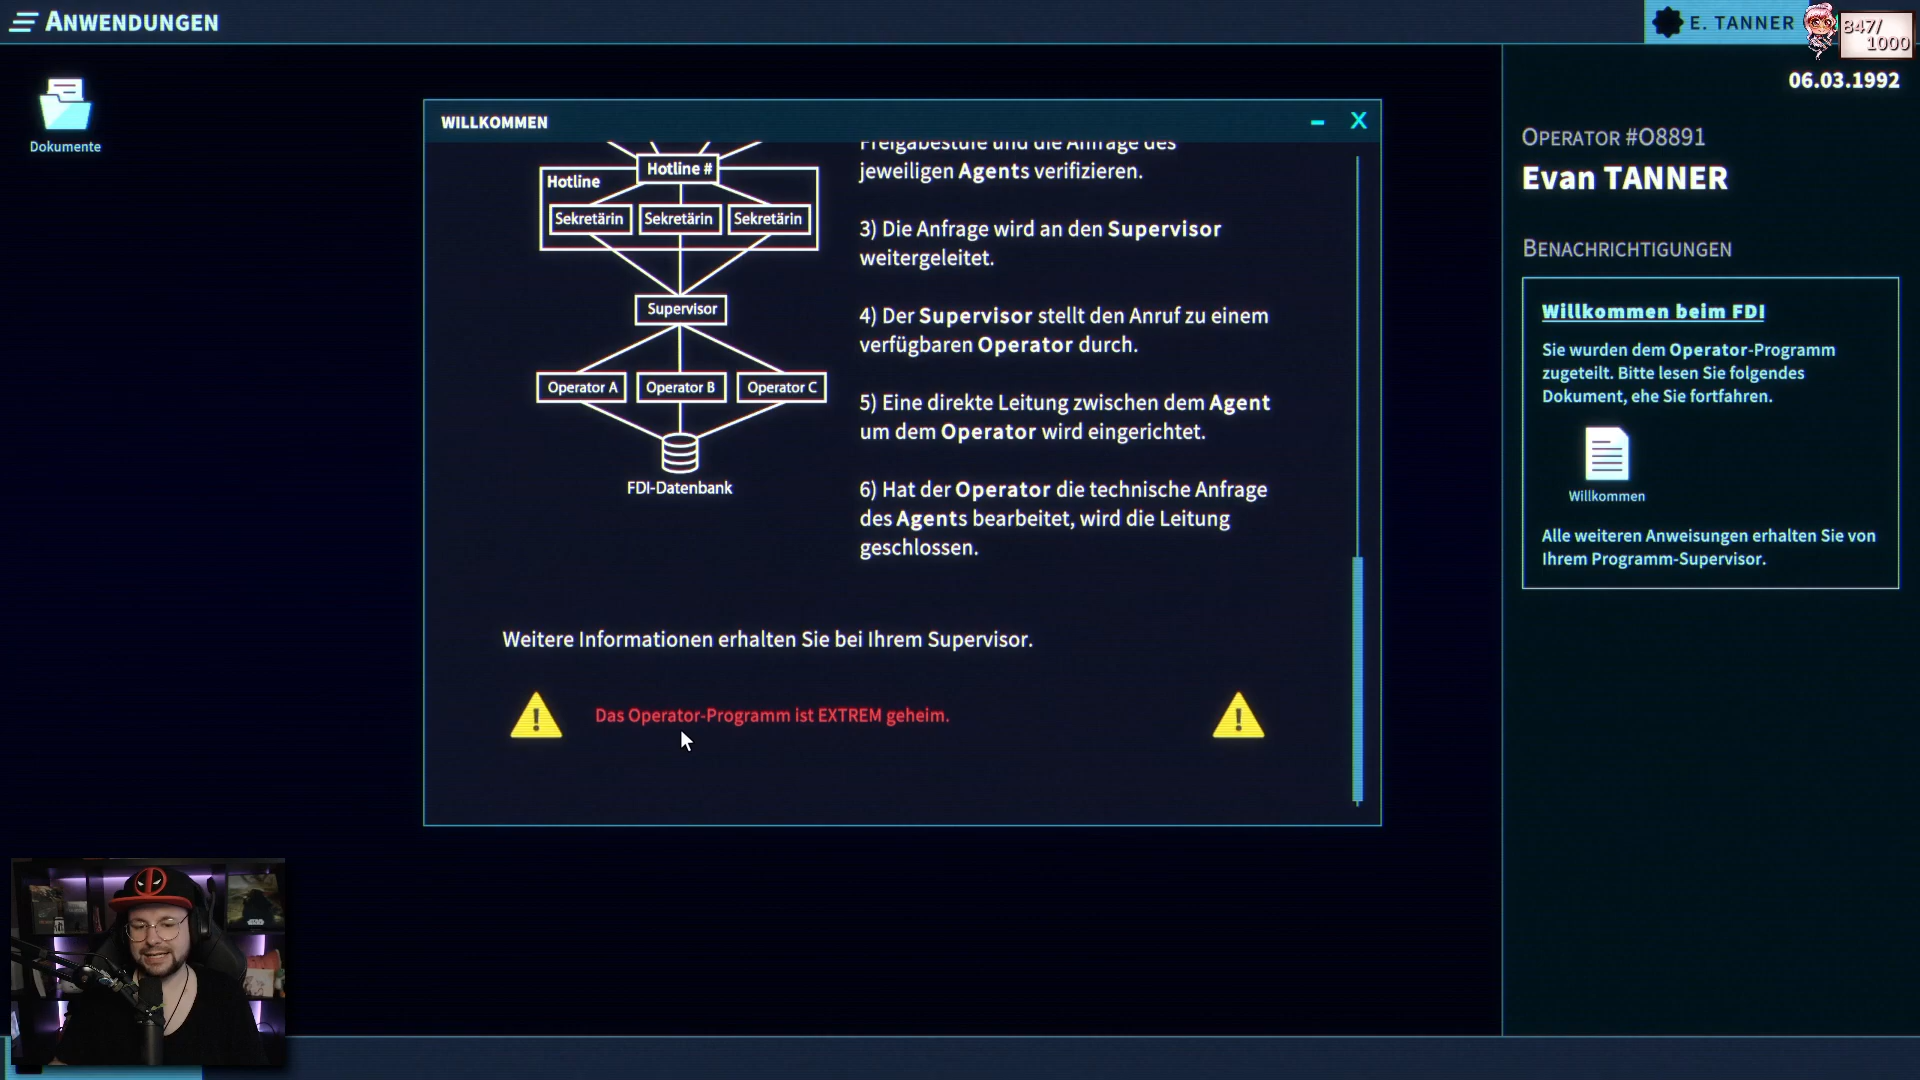 ANWENDUNGEN
E. TANNER
847/
1000
06.03.1992
Dokumente
WILLKOMMEN
Hotline #
Hotline
Sekretärin Sekretärin Sekretärin
Supervisor
Operator A Operator B Operator C
FDI-Datenbank
Freigabestufe und die Anfrage des
jeweiligen Agents verifizieren.
3) Die Anfrage wird an den Supervisor
weitergeleitet.
4) Der Supervisor stellt den Anruf zu einem
verfügbaren Operator durch.
5) Eine direkte Leitung zwischen dem Agent
um dem Operator wird eingerichtet.
6) Hat der Operator die technische Anfrage
des Agents bearbeitet, wird die Leitung
geschlossen.
Weitere Informationen erhalten Sie bei Ihrem Supervisor.
Das Operator-Programm ist EXTREM geheim.
OPERATOR #O8891
Evan TANNER
BENACHRICHTIGUNGEN
Willkommen beim FDI
Sie wurden dem Operator-Programm
zugeteilt. Bitte lesen Sie folgendes
Dokument, ehe Sie fortfahren.
Willkommen
Alle weiteren Anweisungen erhalten Sie von
Ihrem Programm-Supervisor.